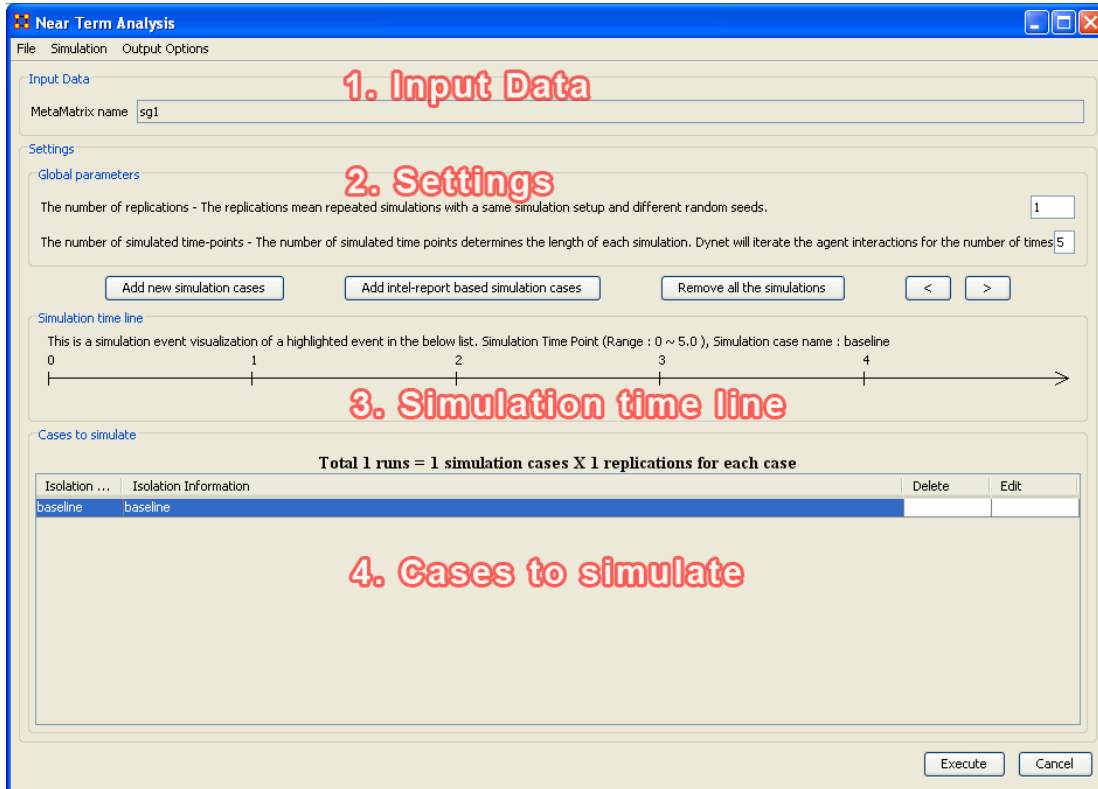 Near Term Analysis
File Simulation Output Options
Input Data
1. Input Data
MetaMatrix name sg1
Settings
Global parameters
2. Settings
The number of replications - The replications mean repeated simulations with a same simulation setup and different random seeds. 1
The number of simulated time-points - The number of simulated time points determines the length of each simulation. Dynet will iterate the agent interactions for the number of times 5
Add new simulation cases Add intel-report based simulation cases Remove all the simulations < >
Simulation time line
This is a simulation event visualization of a highlighted event in the below list. Simulation Time Point (Range : 0 ~ 5.0 ), Simulation case name : baseline
0 1 2 3 4
3. Simulation time line
Cases to simulate
Total 1 runs = 1 simulation cases X 1 replications for each case
Isolation ... Isolation Information Delete Edit
baseline baseline
4. Cases to simulate
Execute Cancel